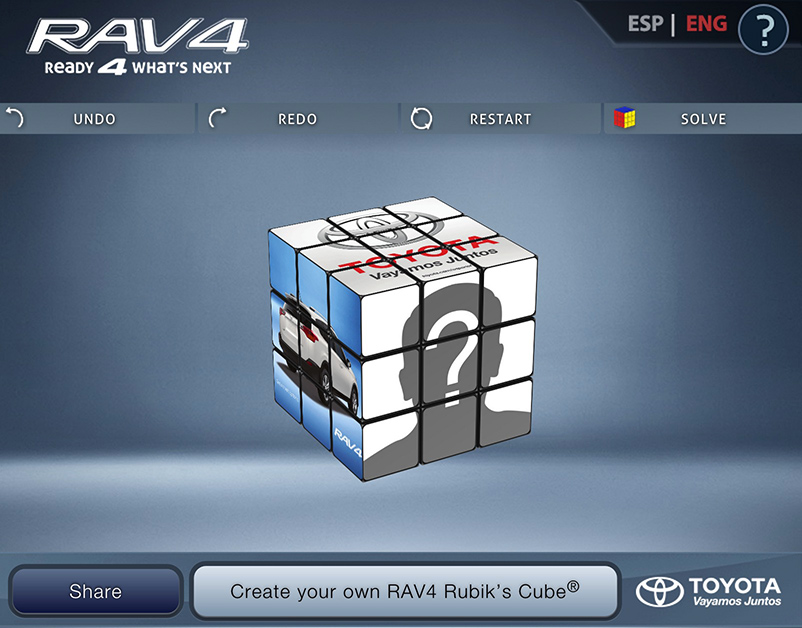 RAV4
READY 4 WHAT'S NEXT
ESP | ENG
?
UNDO
REDO
RESTART
SOLVE
TOYOTA
Vayamos Juntos
?
RAV4
Share
Create your own RAV4 Rubik's Cube®
TOYOTA
Vayamos Juntos